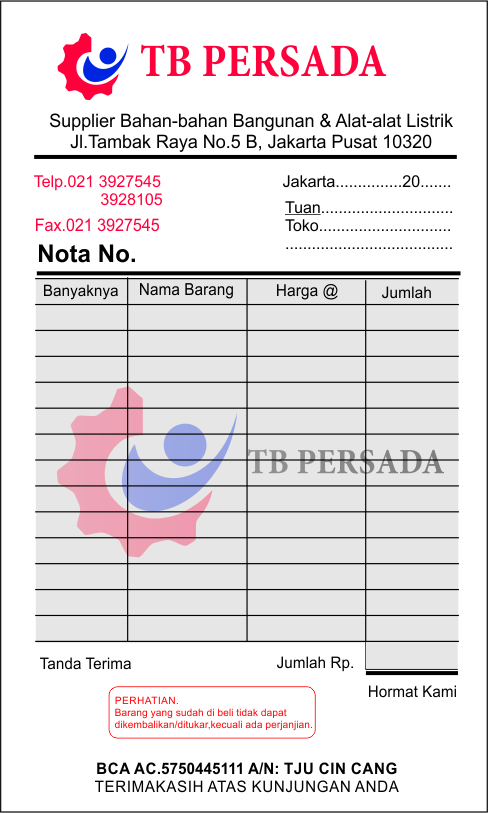 TB PERSADA
Supplier Bahan-bahan Bangunan & Alat-alat Listrik
Jl.Tambak Raya No.5 B, Jakarta Pusat 10320
Telp.021 3927545
3928105
Fax.021 3927545
Nota No.
Jakarta...............20.......
Tuan..............................
Toko..............................
......................................
Banyaknya Nama Barang Harga @ Jumlah
TB PERSADA
Tanda Terima Jumlah Rp.
Hormat Kami
PERHATIAN.
Barang yang sudah di beli tidak dapat
dikembalikan/ditukar,kecuali ada perjanjian.
BCA AC.5750445111 A/N: TJU CIN CANG
TERIMAKASIH ATAS KUNJUNGAN ANDA